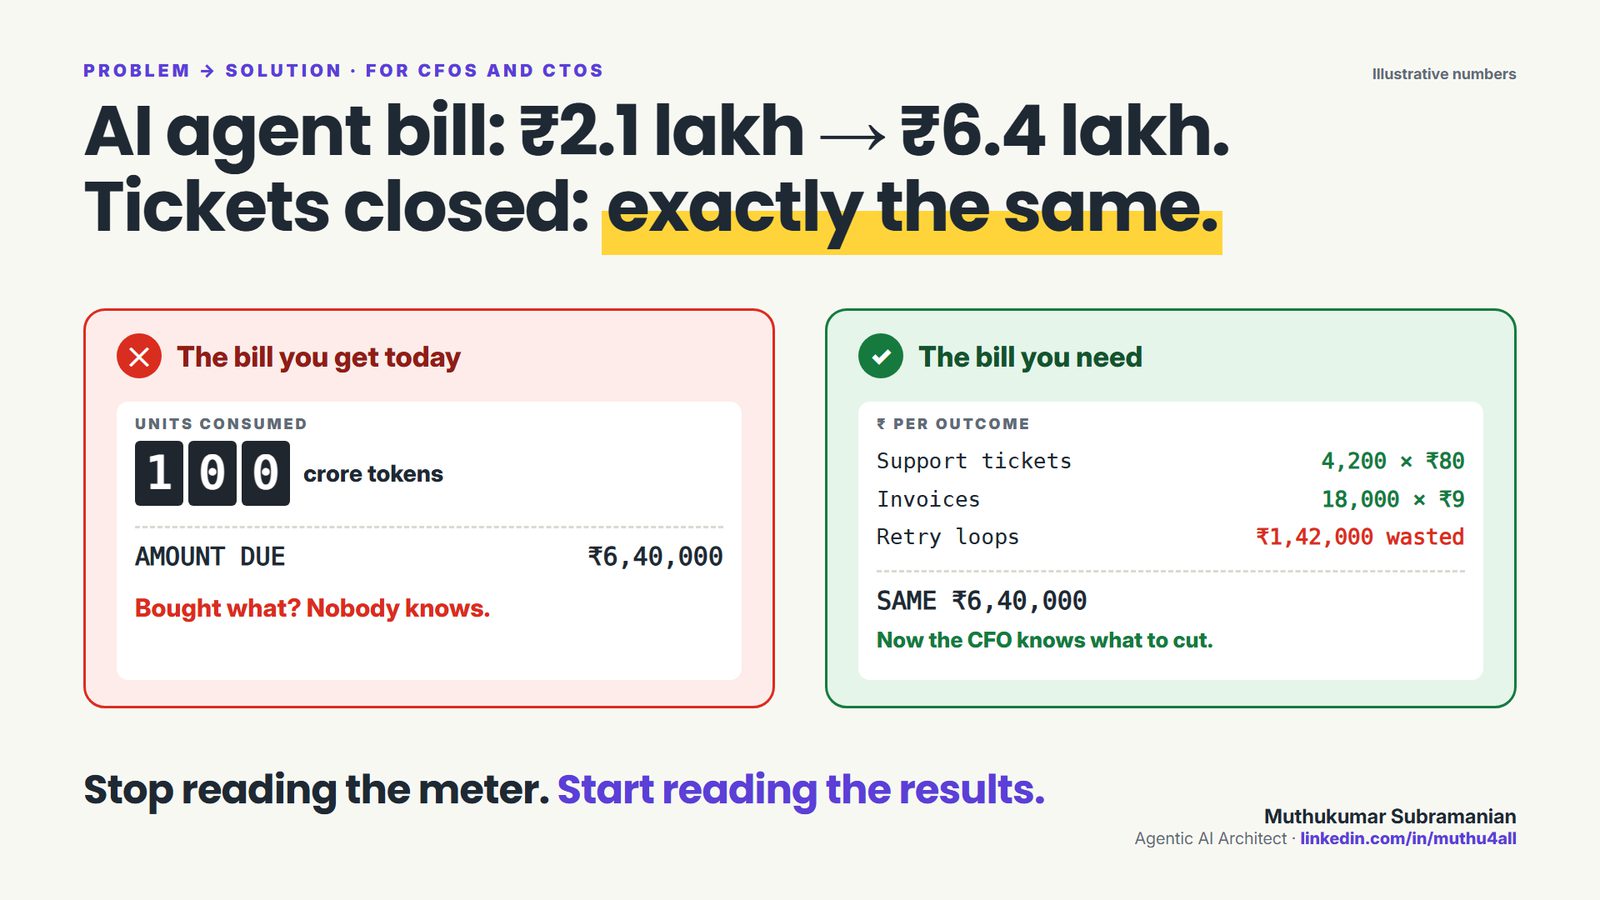 PROBLEM → SOLUTION · FOR CFOS AND CTOS
Illustrative numbers
AI agent bill: ₹2.1 lakh → ₹6.4 lakh.
Tickets closed: exactly the same.
The bill you get today
UNITS CONSUMED
100 crore tokens
AMOUNT DUE ₹6,40,000
Bought what? Nobody knows.
The bill you need
₹ PER OUTCOME
Support tickets 4,200 × ₹80
Invoices 18,000 × ₹9
Retry loops ₹1,42,000 wasted
SAME ₹6,40,000
Now the CFO knows what to cut.
Stop reading the meter. Start reading the results.
Muthukumar Subramanian
Agentic AI Architect · linkedin.com/in/muthu4all